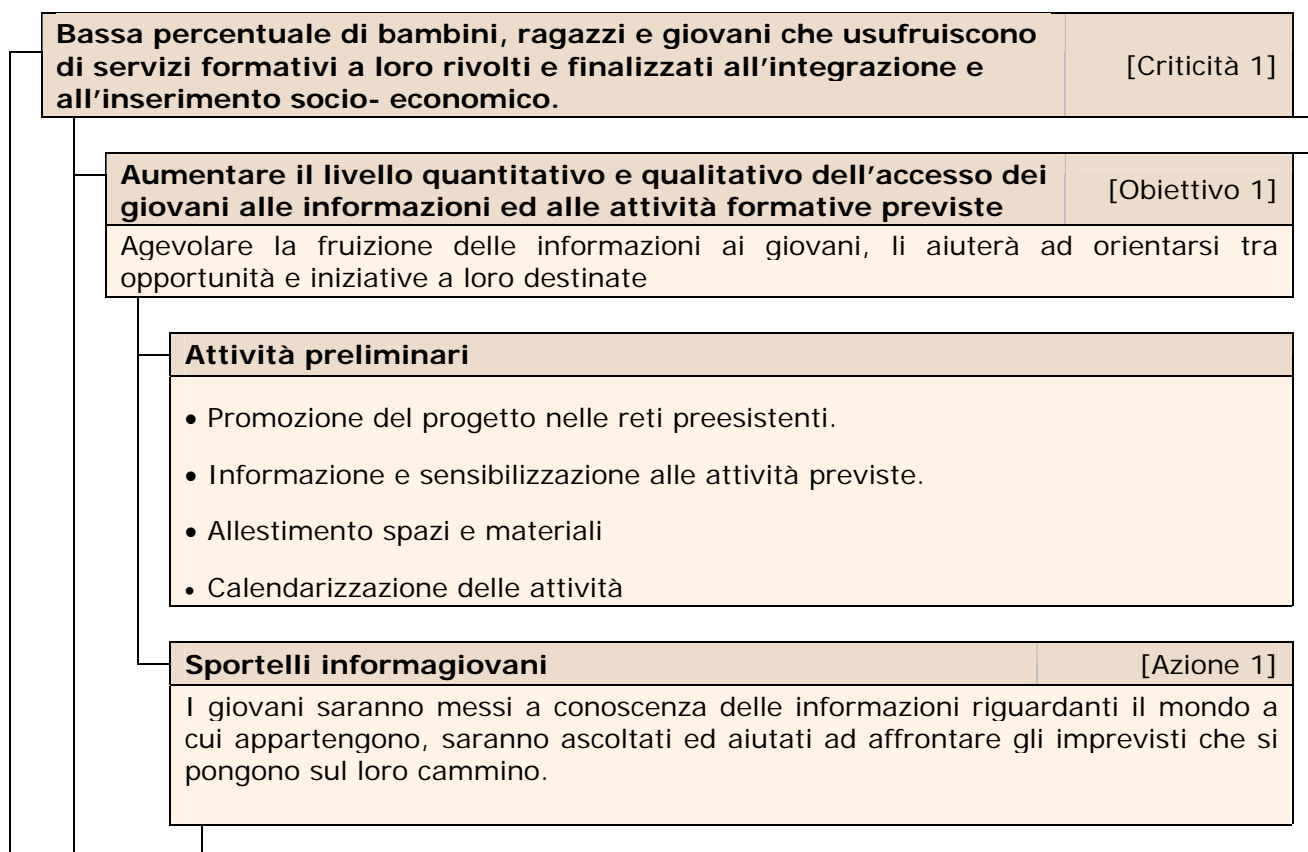 Bassa percentuale di bambini, ragazzi e giovani che usufruiscono
di servizi formativi a loro rivolti e finalizzati all'integrazione e
all'inserimento socio- economico.
[Criticità 1]
Aumentare il livello quantitativo e qualitativo dell'accesso dei
giovani alle informazioni ed alle attività formative previste
[Obiettivo 1]
Agevolare la fruizione delle informazioni ai giovani, li aiuterà ad orientarsi tra
opportunità e iniziative a loro destinate
Attività preliminari
• Promozione del progetto nelle reti preesistenti.
• Informazione e sensibilizzazione alle attività previste.
• Allestimento spazi e materiali
• Calendarizzazione delle attività
Sportelli informagiovani [Azione 1]
I giovani saranno messi a conoscenza delle informazioni riguardanti il mondo a
cui appartengono, saranno ascoltati ed aiutati ad affrontare gli imprevisti che si
pongono sul loro cammino.